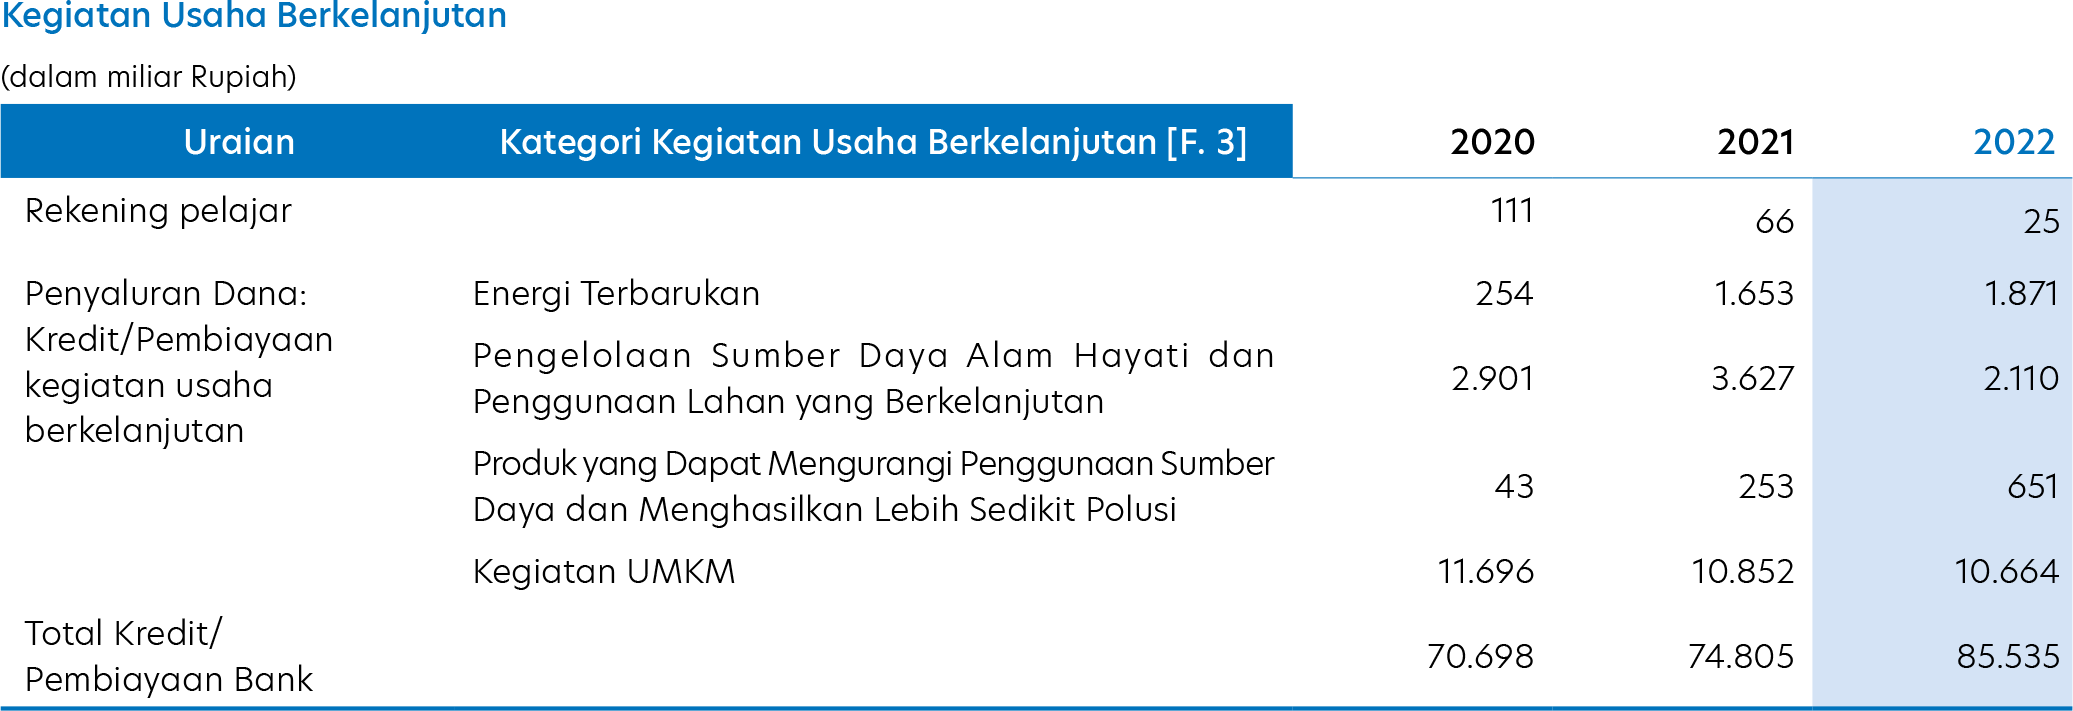 Kegiatan Usaha Berkelanjutan
(dalam miliar Rupiah)
Uraian Kategori Kegiatan Usaha Berkelanjutan [F. 3] 2020 2021 2022
Rekening pelajar 111 66 25
Penyaluran Dana: Energi Terbarukan 254 1.653 1.871
Kredit/Pembiayaan
kegiatan usaha
berkelanjutan
Pengelolaan Sumber Daya Alam Hayati dan
Penggunaan Lahan yang Berkelanjutan
2.901 3.627 2.110
Produk yang Dapat Mengurangi Penggunaan Sumber
Daya dan Menghasilkan Lebih Sedikit Polusi
43 253 651
Kegiatan UMKM 11.696 10.852 10.664
Total Kredit/
Pembiayaan Bank
70.698 74.805 85.535